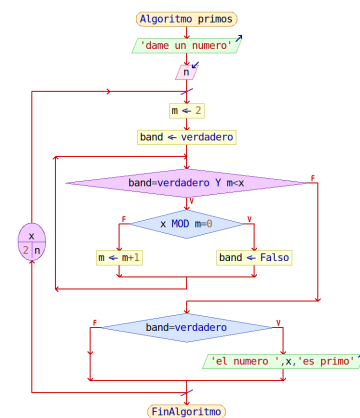 Algoritmo primos
'dame un numero'
n
m ← 2
band ← verdadero
band=verdadero Y m<x
F
V
x MOD m=0
F
V
x
2 n
m ← m+1
band ← Falso
band=verdadero
F
V
'el numero ',x,'es primo'
FinAlgoritmo